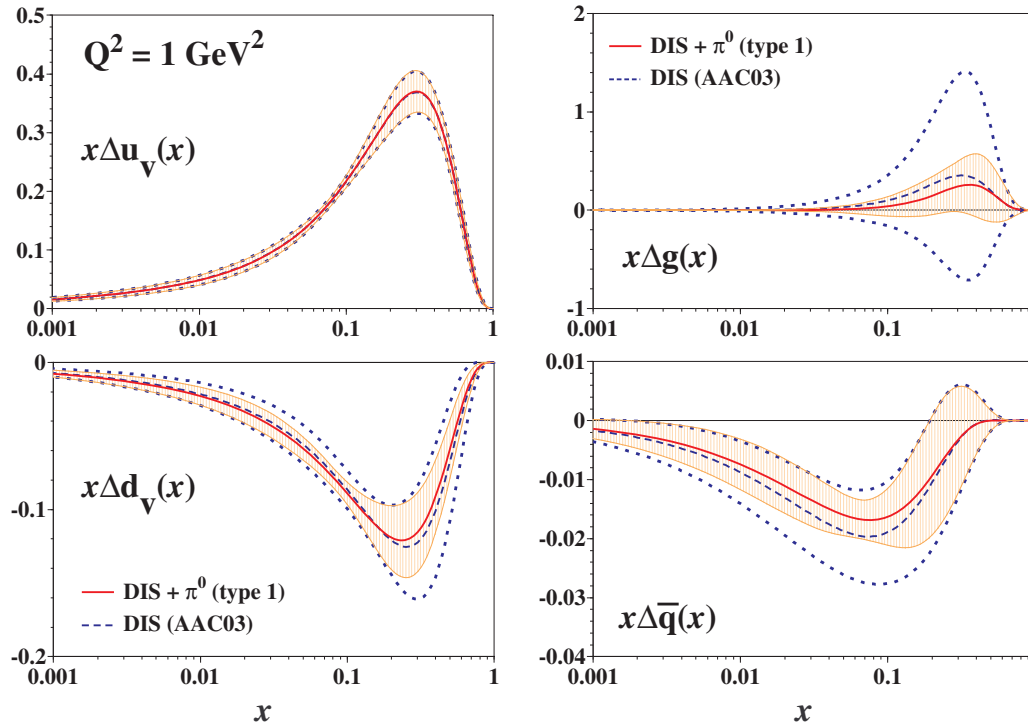 0.5
Q² = 1 GeV²
0.4
0.3
xΔu_v(x)
0.2
0.1
0
0.001 0.01 0.1 1
2
DIS + π⁰ (type 1)
DIS (AAC03)
1
0
xΔg(x)
-1
0.001 0.01 0.1
0
xΔd_v(x)
-0.1
DIS + π⁰ (type 1)
DIS (AAC03)
-0.2
0.001 0.01 0.1 1
x
0.01
0
-0.01
-0.02
-0.03
xΔq̅(x)
-0.04
0.001 0.01 0.1
x